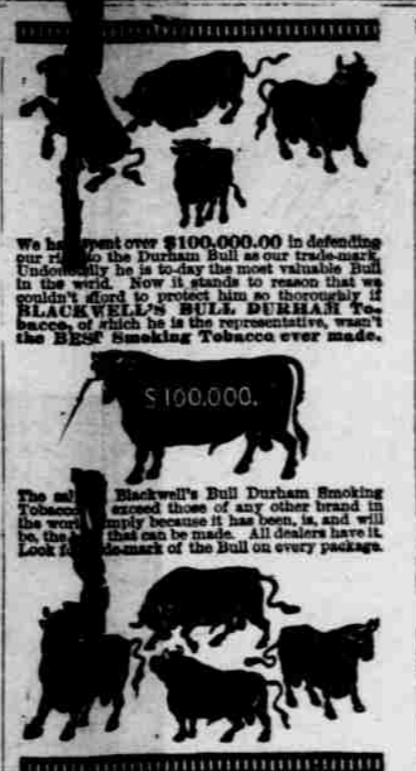 We ha spent over $100,000.00 in defending
our ri to the Durham Bull as our trade-mark.
Undou ly he is to-day the most valuable Bull
in the world. Now it stands to reason that we
couldn't afford to protect him so thoroughly if
BLACKWELL'S BULL DURHAM To-
bacco, of which he is the representative, wasn't
the BEST Smoking Tobacco ever made.
$100.000.
The Blackwell's Bull Durham Smoking
Tobacco exceed those of any other brand in
the world, mply because it has been, is, and will
be, the that can be made. All dealers have it.
Look f de-mark of the Bull on every package.